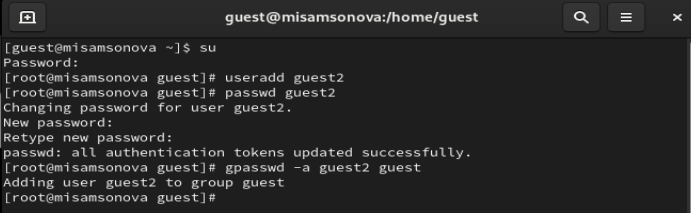 guest@misamsonova:/home/guest
[guest@misamsonova ~]$ su
Password:
[root@misamsonova guest]# useradd guest2
[root@misamsonova guest]# passwd guest2
Changing password for user guest2.
New password:
Retype new password:
passwd: all authentication tokens updated successfully.
[root@misamsonova guest]# gpasswd -a guest2 guest
Adding user guest2 to group guest
[root@misamsonova guest]#